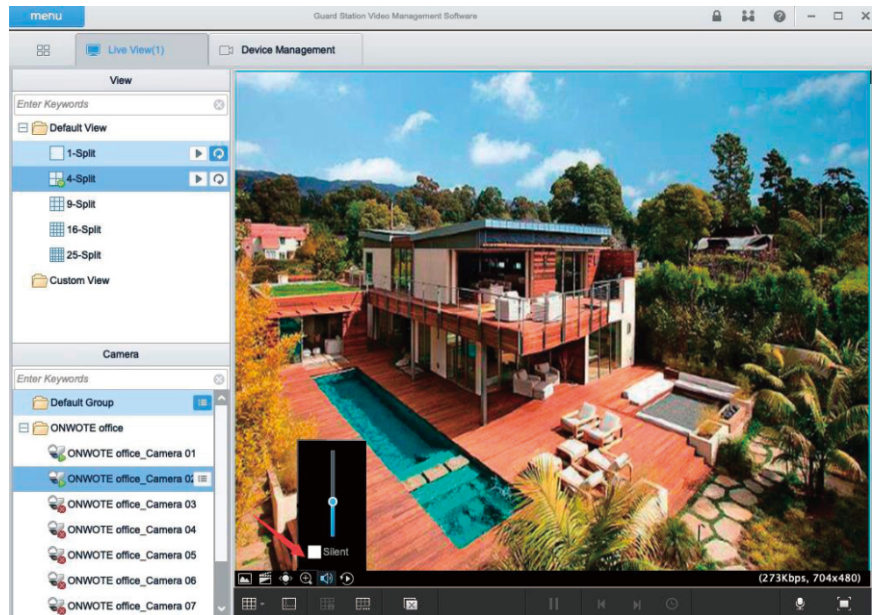 menu
Guard Station Video Management Software
Live View(1)
Device Management
View
Enter Keywords
Default View
1-Split
4-Split
9-Split
16-Split
25-Split
Custom View
Camera
Enter Keywords
Default Group
ONWOTE office
ONWOTE office_Camera 01
ONWOTE office_Camera 02
ONWOTE office_Camera 03
ONWOTE office_Camera 04
ONWOTE office_Camera 05
ONWOTE office_Camera 06
ONWOTE office_Camera 07
Silent
(273Kbps, 704x480)